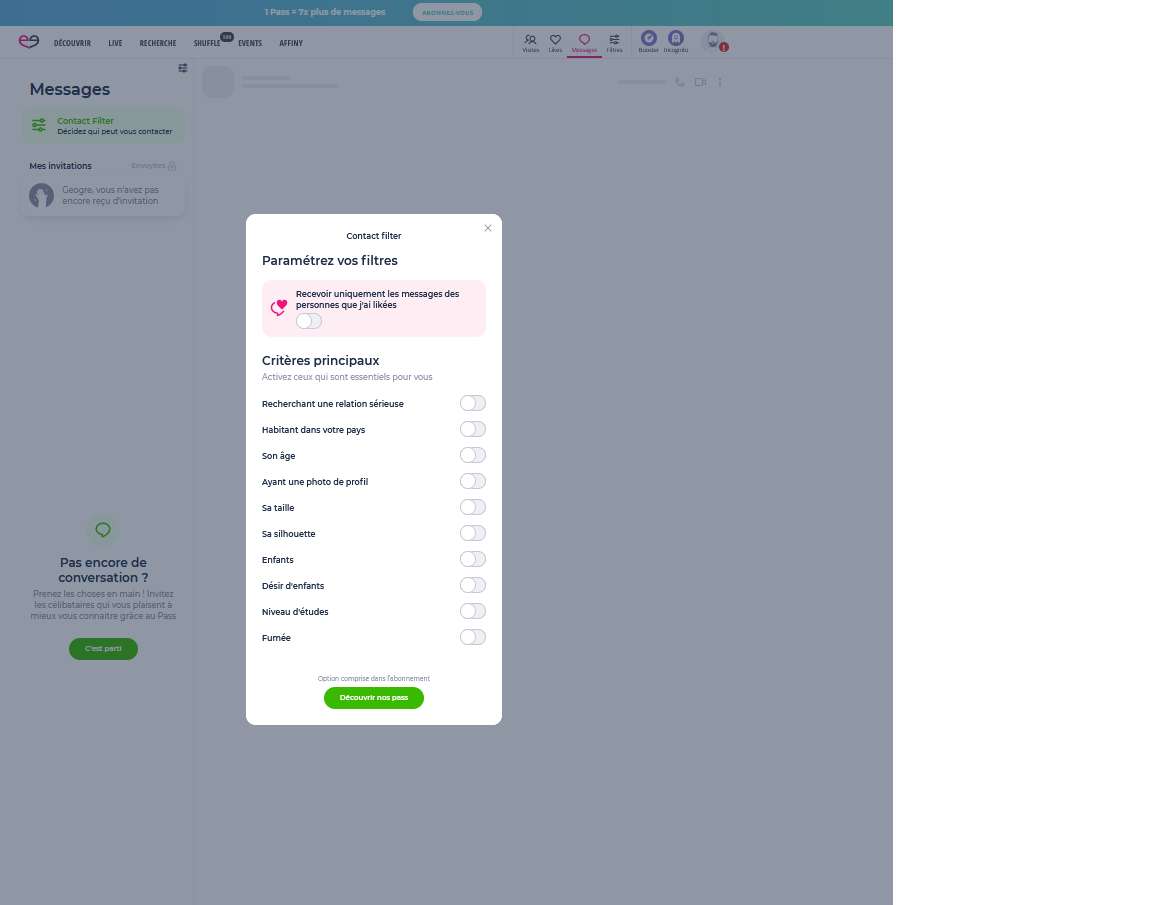 1 Pass = 7x plus de messages
ABONNEZ-VOUS
DÉCOUVRIR
LIVE
RECHERCHE
SHUFFLE
100
EVENTS
AFFINY
Visites
Likes
Messages
Filtres
Booster
Incognito
!
Messages
Contact Filter
Décidez qui peut vous contacter
Mes invitations
Envoyées
Geogre, vous n'avez pas
encore reçu d'invitation
Contact filter
Paramétrez vos filtres
Recevoir uniquement les messages des
personnes que j'ai likées
Critères principaux
Activez ceux qui sont essentiels pour vous
Recherchant une relation sérieuse
Habitant dans votre pays
Son âge
Ayant une photo de profil
Sa taille
Sa silhouette
Enfants
Désir d'enfants
Niveau d'études
Fumée
Option comprise dans l'abonnement
Découvrir nos pass
Pas encore de
conversation ?
Prenez les choses en main ! Invitez
les célibataires qui vous plaisent à
mieux vous connaitre grâce au Pass
C'est parti